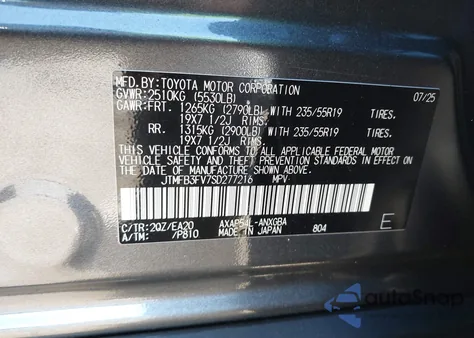 MFD.BY:TOYOTA MOTOR CORPORATION 07/25
GVWR:2510KG (5530LB)
GAWR:FRT. 1265KG (2790LB) WITH 235/55R19 TIRES.
19X7 1/2J RIMS.
RR. 1315KG (2900LB) WITH 235/55R19 TIRES.
19X7 1/2J RIMS.
THIS VEHICLE CONFORMS TO ALL APPLICABLE FEDERAL MOTOR
VEHICLE SAFETY AND THEFT PREVENTION STANDARDS IN EFFECT ON
THE DATE OF MANUFACTURE SHOWN ABOVE.
JTMFB3FV7SD277216 MPV
C/TR:20Z/EA20 AXAP54L-ANXGBA E
A/TM: /P810 MADE IN JAPAN 804
autoSnap